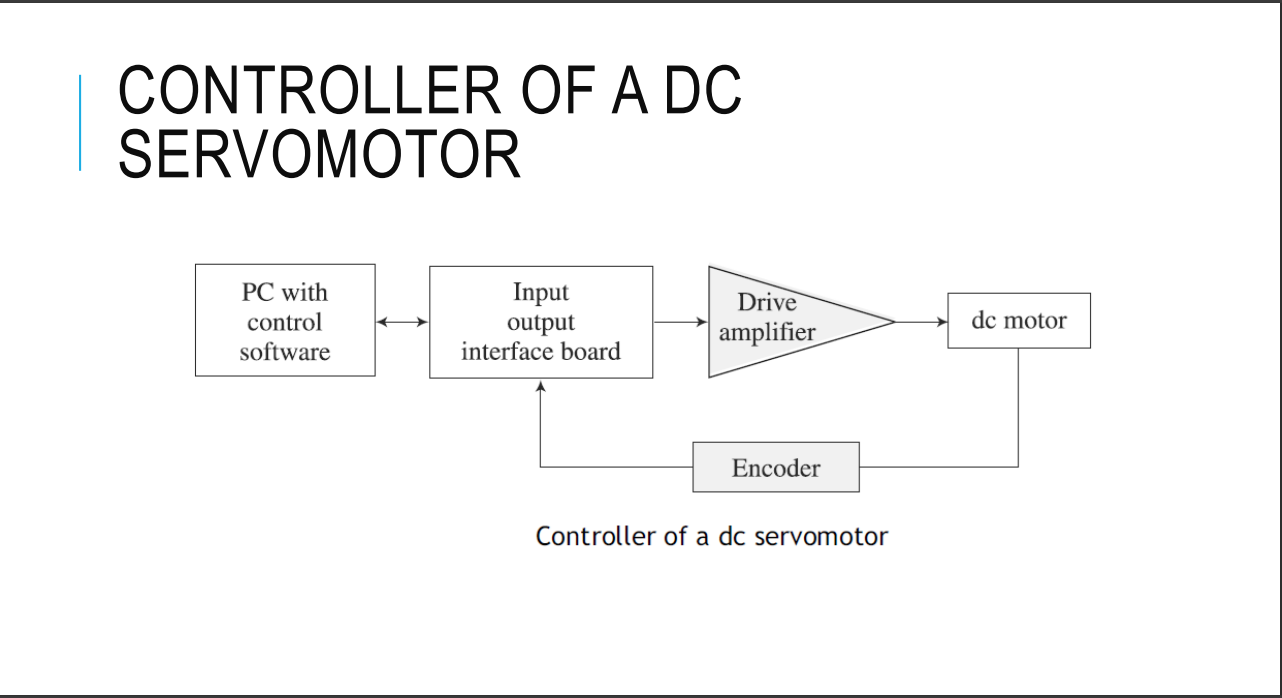 CONTROLLER OF A DC
SERVOMOTOR
PC with
control
software
Input
output
interface board
Drive
amplifier
dc motor
Encoder
Controller of a dc servomotor